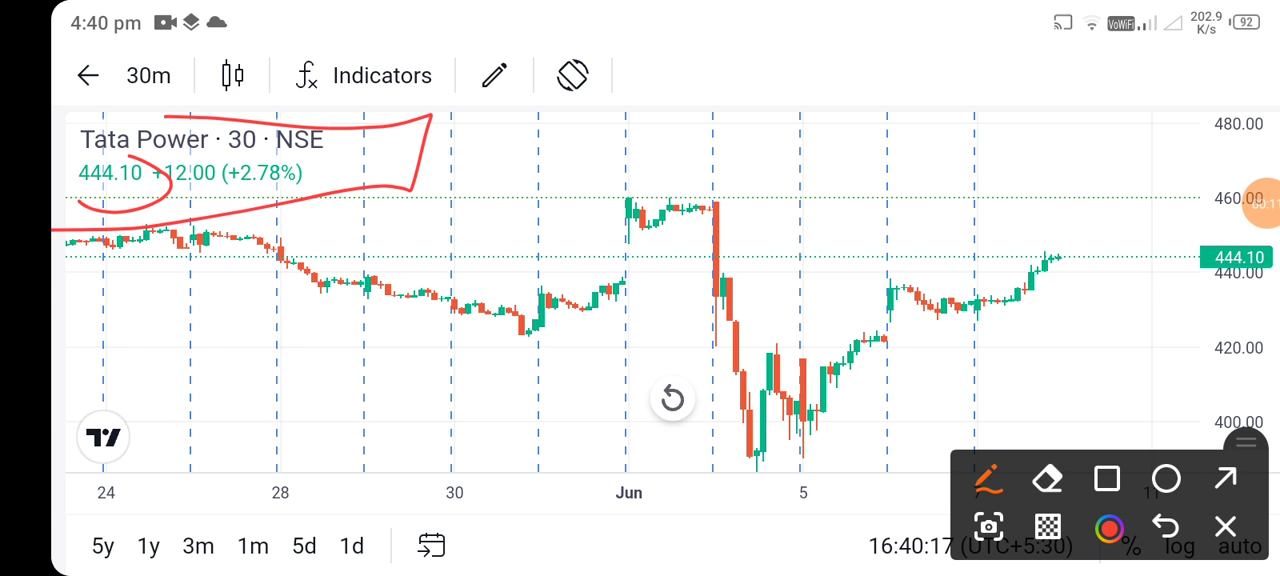 4:40 pm VoWiFi 202.9 K/s 92
30m Indicators
Tata Power · 30 · NSE
444.10 +12.00 (+2.78%)
480.00
460.00
444.10
440.00
420.00
400.00
24 28 30 Jun 5 11
5y 1y 3m 1m 5d 1d 16:40:17 (UTC+5:30) % log auto